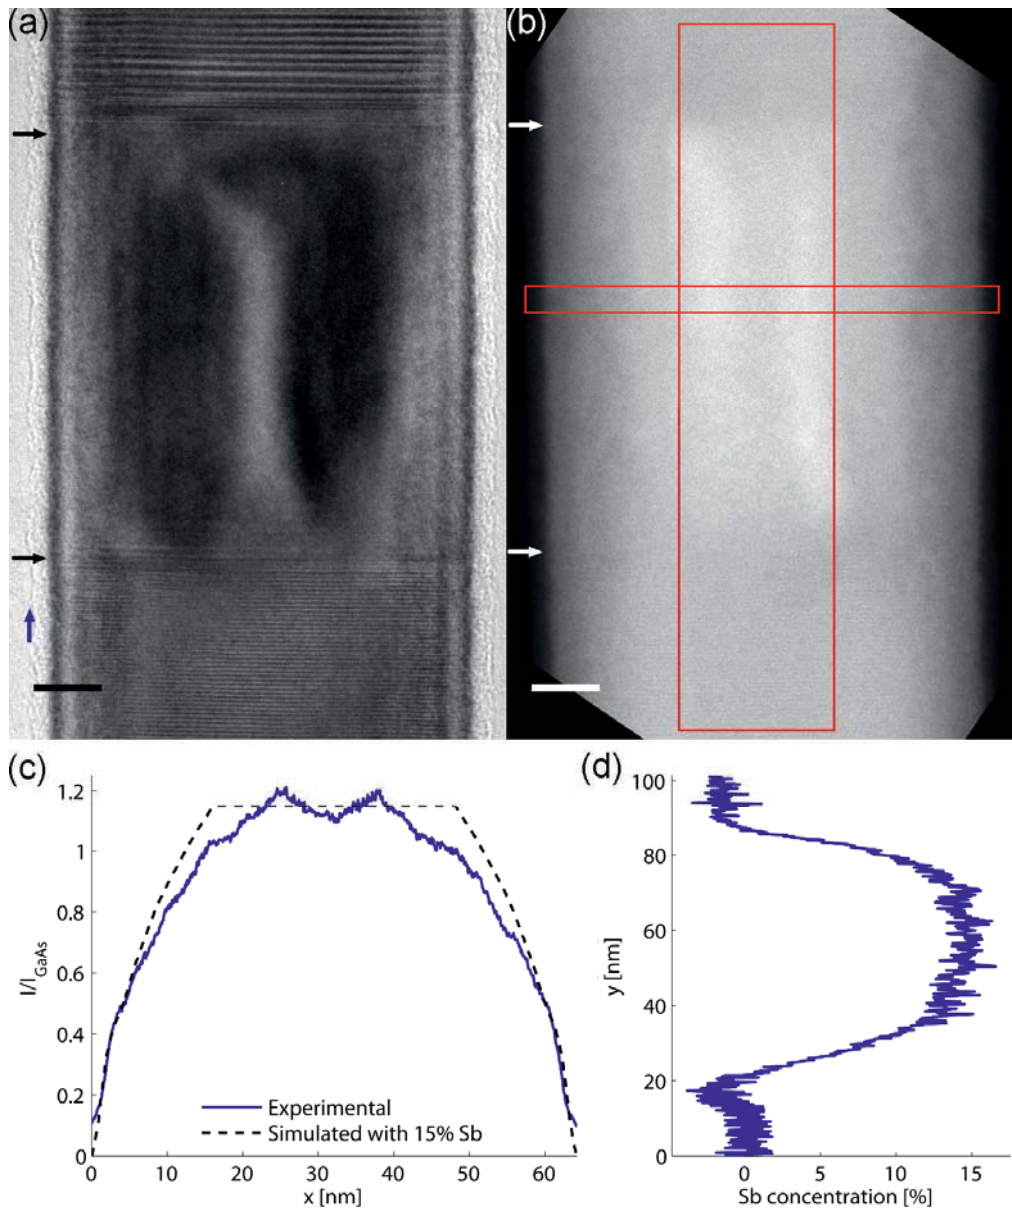 (a)
(b)
(c)
1.2
1
0.8
0.6
0.4
0.2
0
I/I_GaAs
0 10 20 30 40 50 60
x [nm]
Experimental
Simulated with 15% Sb
(d)
100
80
60
40
20
0
y [nm]
0 5 10 15
Sb concentration [%]